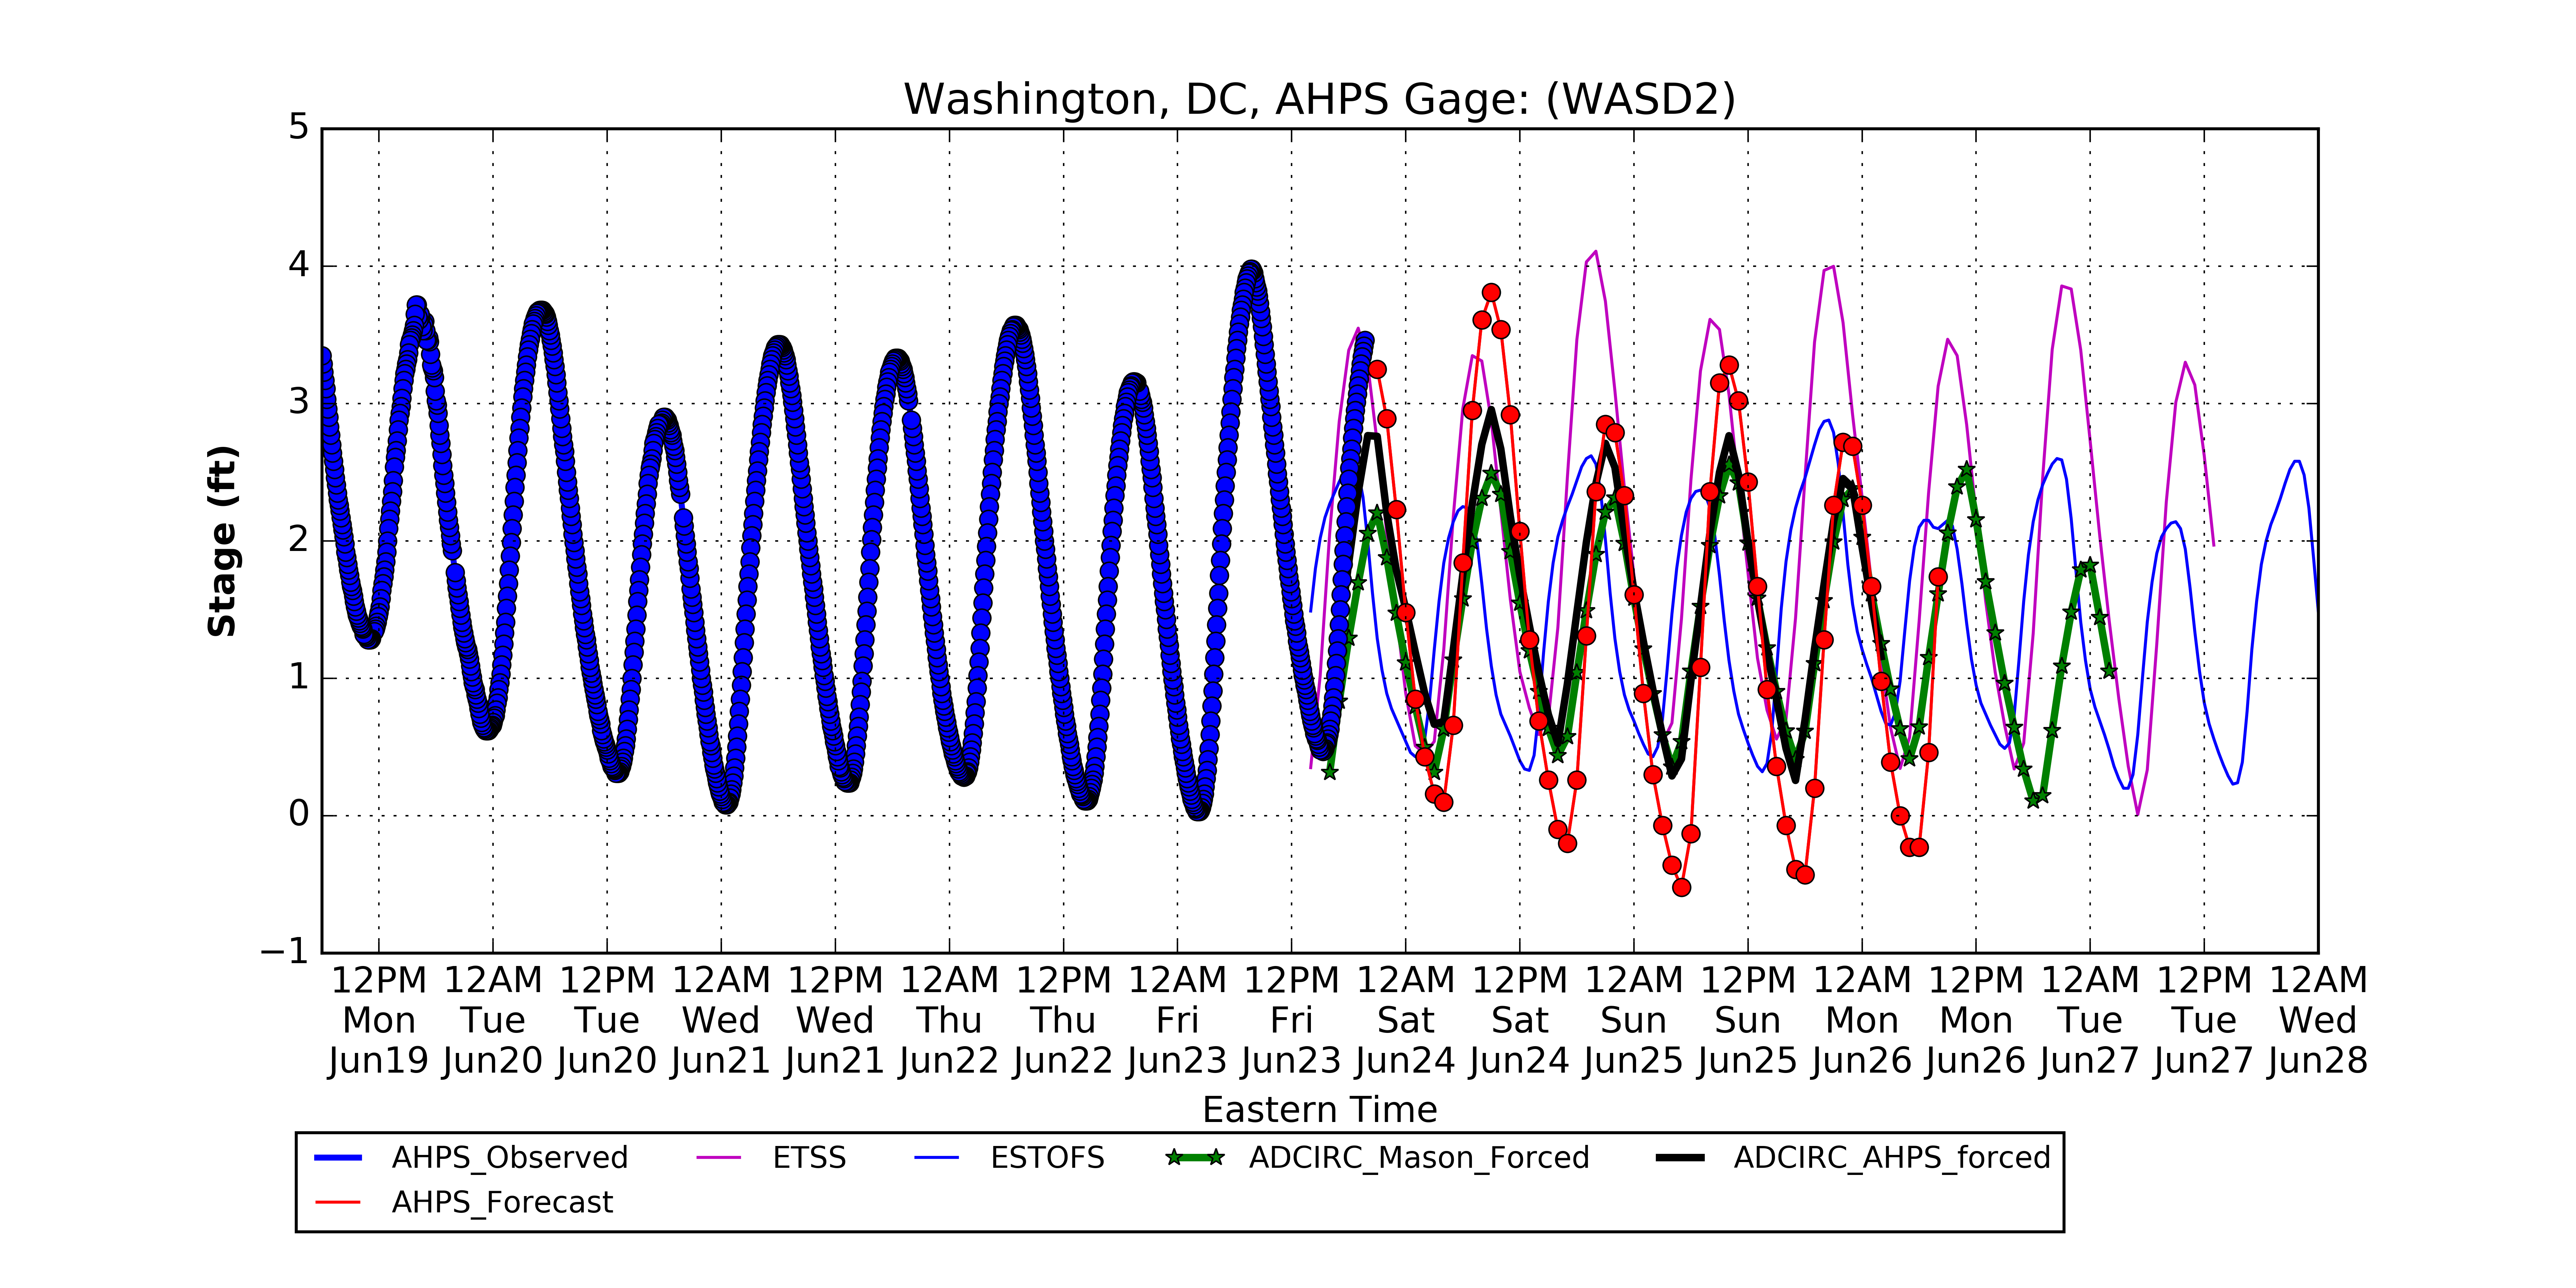 Washington, DC, AHPS Gage: (WASD2)
5
4
3
2
1
0
−1
Stage (ft)
12PM 12AM 12PM 12AM 12PM 12AM 12PM 12AM 12PM 12AM 12PM 12AM 12PM 12AM 12PM 12AM 12PM 12AM
Mon Tue Tue Wed Wed Thu Thu Fri Fri Sat Sat Sun Sun Mon Mon Tue Tue Wed
Jun19 Jun20 Jun20 Jun21 Jun21 Jun22 Jun22 Jun23 Jun23 Jun24 Jun24 Jun25 Jun25 Jun26 Jun26 Jun27 Jun27 Jun28
Eastern Time
AHPS_Observed ETSS ESTOFS ADCIRC_Mason_Forced ADCIRC_AHPS_forced
AHPS_Forecast